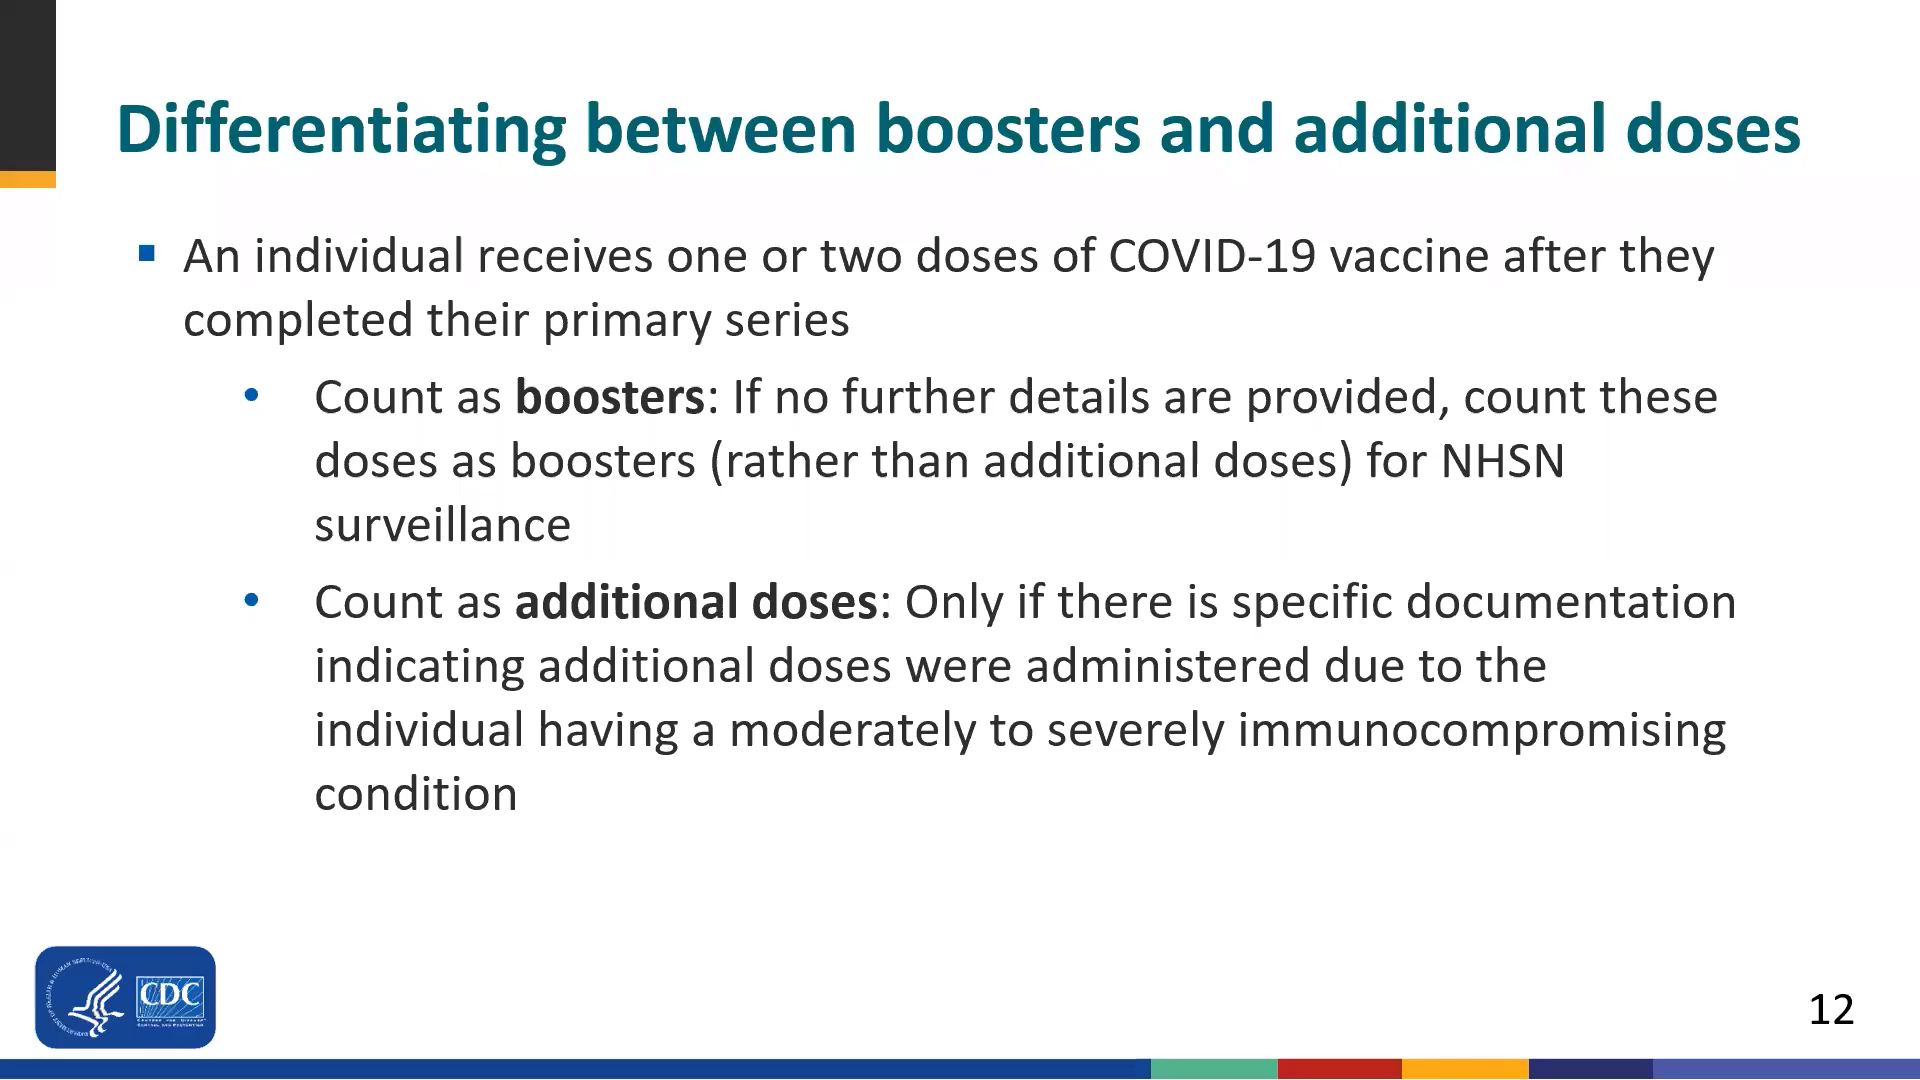 Differentiating between boosters and additional doses
▪ An individual receives one or two doses of COVID-19 vaccine after they
completed their primary series
• Count as boosters: If no further details are provided, count these
doses as boosters (rather than additional doses) for NHSN
surveillance
• Count as additional doses: Only if there is specific documentation
indicating additional doses were administered due to the
individual having a moderately to severely immunocompromising
condition
CDC
12